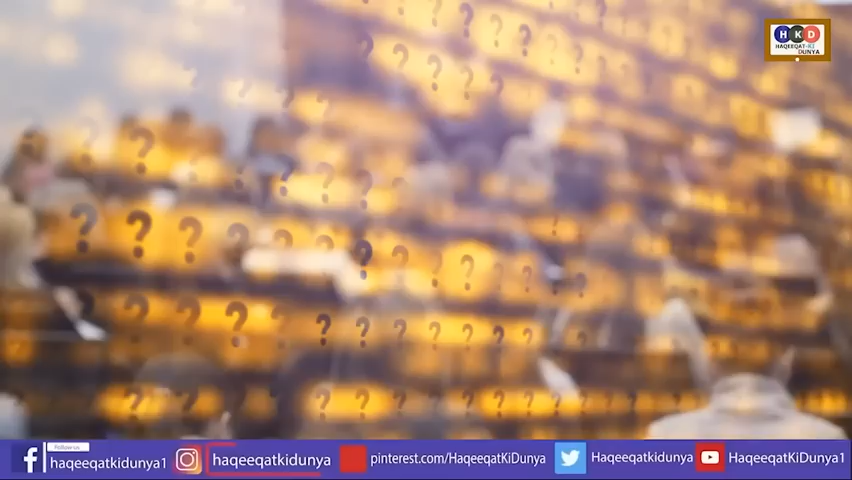 HKD
HAQEEQAT-KI
DUNYA
? ? ? ? ? ? ? ? ? ?
Follow us
haqeeqatkidunya1
haqeeqatkidunya
pinterest.com/HaqeeqatKiDunya
Haqeeqatkidunya
HaqeeqatKiDunya1